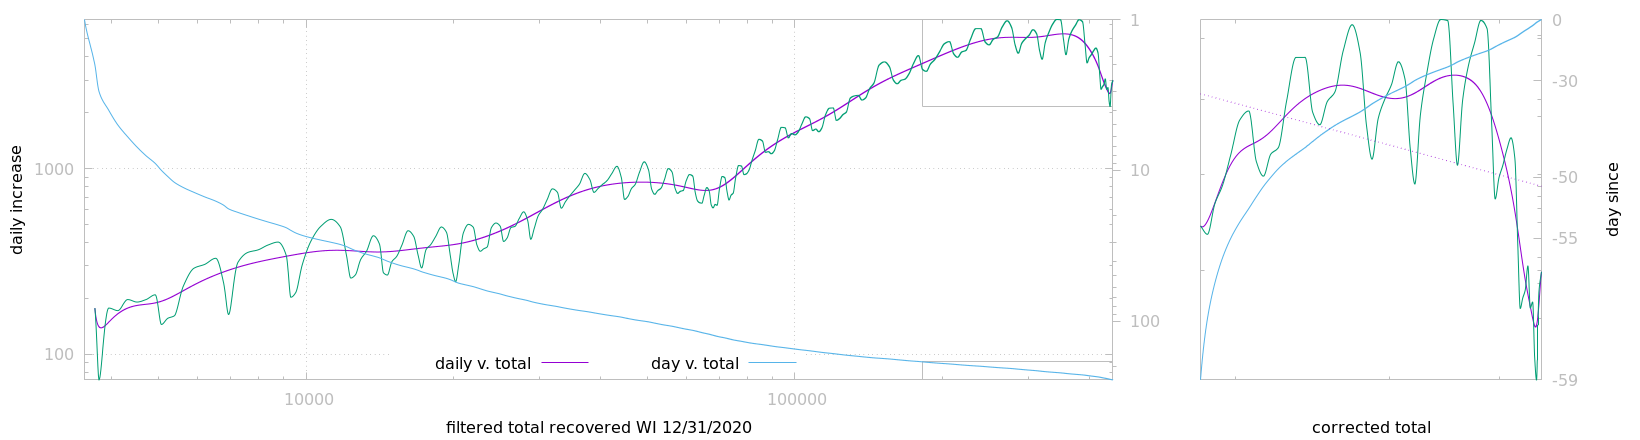 daily increase
1000
100
10000
100000
1
10
100
daily v. total
day v. total
filtered total recovered WI 12/31/2020
0
-30
-50
-55
-59
day since
corrected total